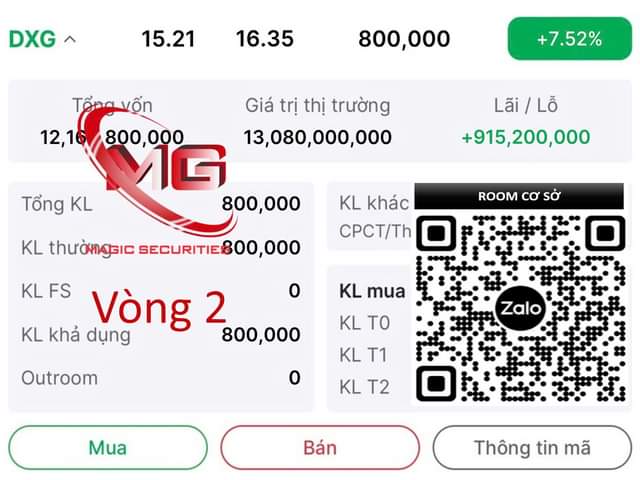 DXG 15.21 16.35 800,000 +7.52%
Tổng vốn Giá trị thị trường Lãi / Lỗ
800,000 13,080,000,000 +915,200,000
MG
MAGIC SECURITIES
Vòng 2
Tổng KL 800,000
KL thường 800,000
KL FS 0
KL khả dụng 800,000
Outroom 0
KL khác
CPCT/Th
ROOM CƠ SỞ
Zalo
KL mua
KL T0
KL T1
KL T2
Mua Bán Thông tin mã